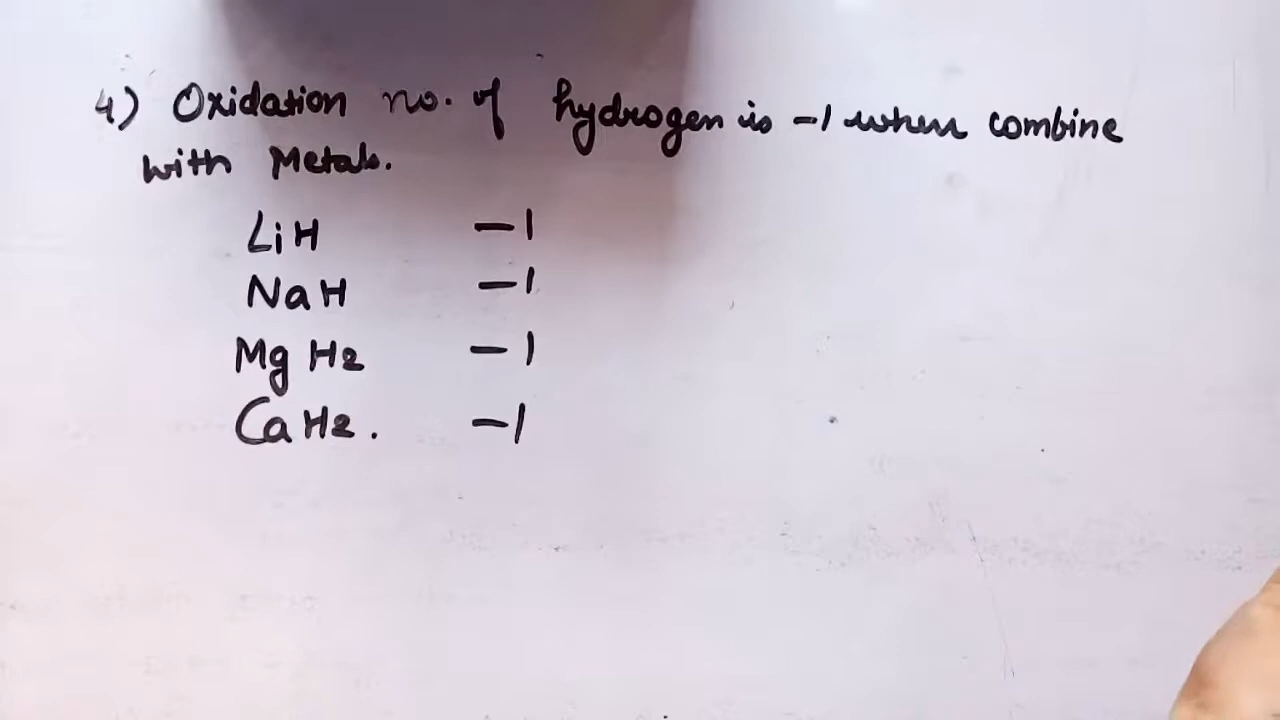 4) Oxidation no. of hydrogen is -1 when combine
with Metals.
LiH -1
NaH -1
MgH2 -1
CaH2. -1